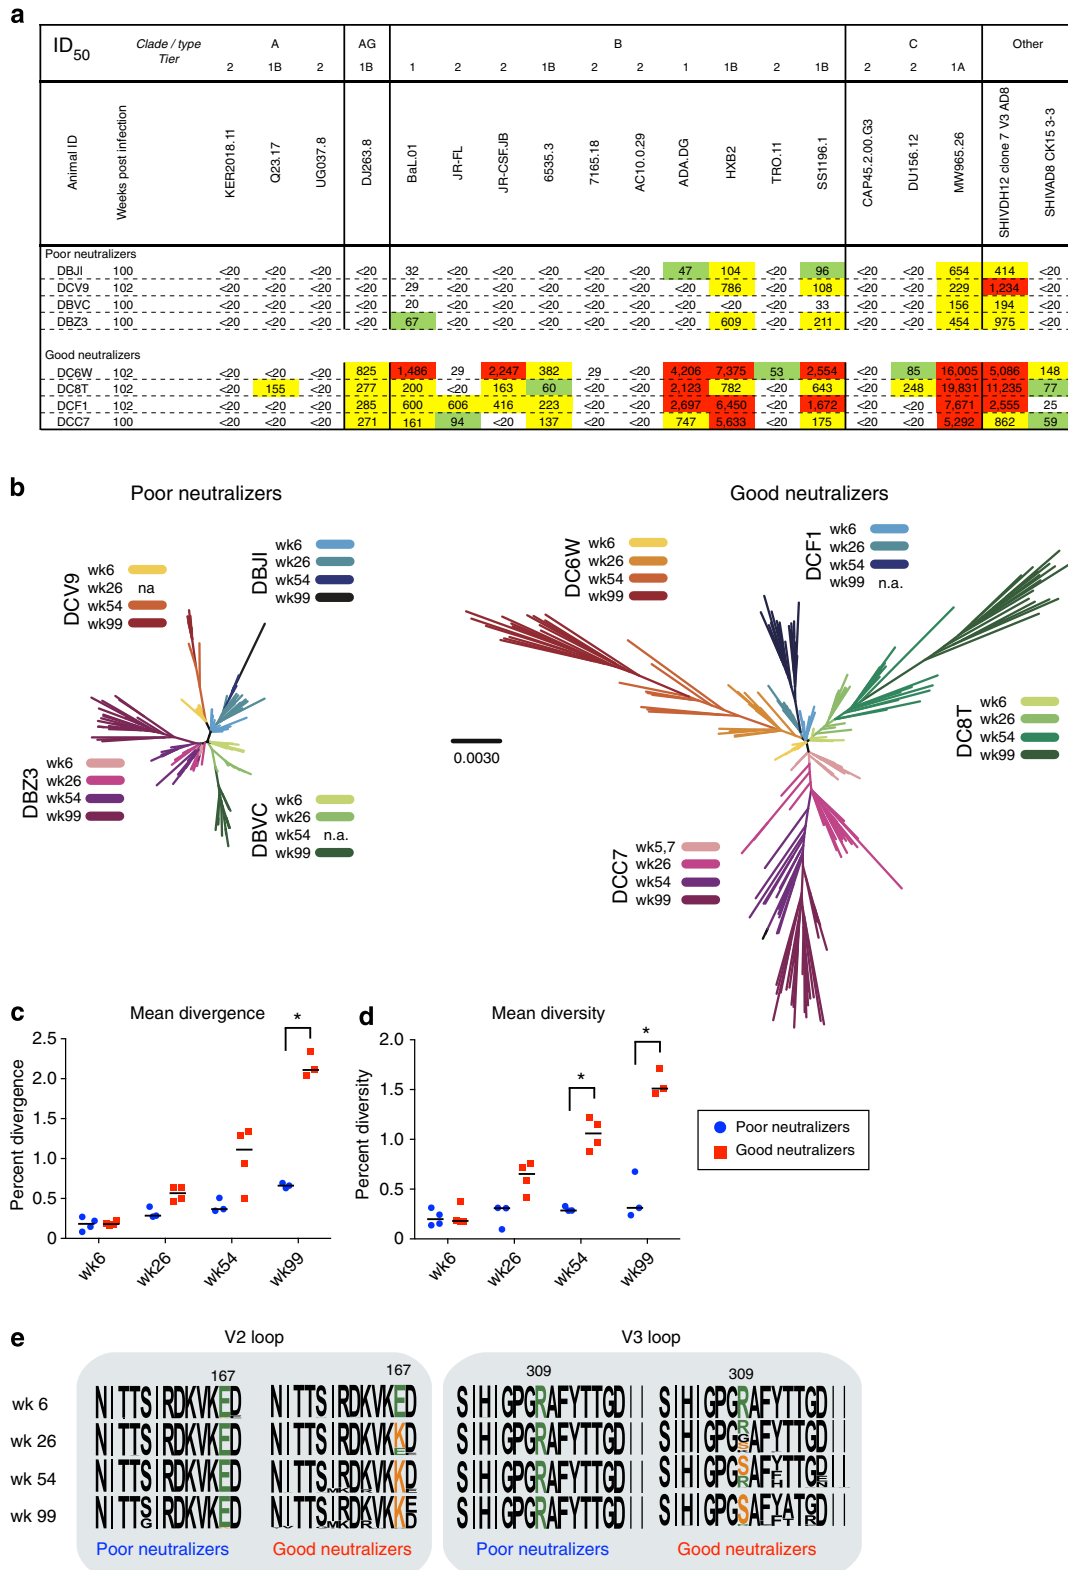 a
ID50 Clade / type A AG B C Other
Tier 2 1B 2 1B 1 2 2 1B 2 2 1 1B 2 1B 2 2 1A
Animal ID
Weeks post infection
KER2018.11
Q23.17
UG037.8
DJ263.8
BaL.01
JR-FL
JR-CSF.JB
6535.3
7165.18
AC10.0.29
ADA.DG
HXB2
TRO.11
SS1196.1
CAP45.2.00.G3
DU156.12
MW965.26
SHIVDH12 clone 7 V3 AD8
SHIVAD8 CK15 3-3
Poor neutralizers
DBJI 100 <20 <20 <20 <20 32 <20 <20 <20 <20 <20 47 104 <20 96 <20 <20 654 414 <20
DCV9 102 <20 <20 <20 <20 29 <20 <20 <20 <20 <20 <20 786 <20 108 <20 <20 229 1,234 <20
DBVC 100 <20 <20 <20 <20 20 <20 <20 <20 <20 <20 <20 <20 <20 33 <20 <20 156 194 <20
DBZ3 100 <20 <20 <20 <20 67 <20 <20 <20 <20 <20 <20 609 <20 211 <20 <20 454 975 <20
Good neutralizers
DC6W 102 <20 <20 <20 825 1,486 29 2,247 382 29 <20 4,206 7,375 53 2,554 <20 85 16,005 5,086 148
DC8T 102 <20 155 <20 277 200 <20 163 60 <20 <20 2,123 782 <20 643 <20 248 19,831 11,235 77
DCF1 102 <20 <20 <20 285 600 606 416 223 <20 <20 2,697 6,450 <20 1,672 <20 <20 7,671 2,555 25
DCC7 100 <20 <20 <20 271 161 94 <20 137 <20 <20 747 5,633 <20 175 <20 <20 5,292 862 59
b
Poor neutralizers
Good neutralizers
DCV9
wk6
wk26 na
wk54
wk99
DBJI
wk6
wk26
wk54
wk99
DBZ3
wk6
wk26
wk54
wk99
DBVC
wk6
wk26
wk54 n.a.
wk99
0.0030
DC6W
wk6
wk26
wk54
wk99
DCF1
wk6
wk26
wk54
wk99 n.a.
DC8T
wk6
wk26
wk54
wk99
DCC7
wk5,7
wk26
wk54
wk99
c
Mean divergence
Percent divergence
2.5
2.0
1.5
1.0
0.5
0
*
wk6 wk26 wk54 wk99
d
Mean diversity
Percent diversity
2.0
1.5
1.0
0.5
0
*
*
wk6 wk26 wk54 wk99
Poor neutralizers
Good neutralizers
e
V2 loop V3 loop
167 167 309 309
wk 6 NITTSIRDKVKED NITTSIRDKVKED SIHIGPGRAFYTTGDII SIHIGPGRAFYTTGDII
wk 26 NITTSIRDKVKED NITTSIRDKVKKD SIHIGPGRAFYTTGDII SIHIGPGRAFYTTGDII
wk 54 NITTSIRDKVKED NITTSIRDKVKKD SIHIGPGRAFYTTGDII SIHIGPGSAFYTTGDII
wk 99 NITTSIRDKVKED NITTSIRDKVKKE SIHIGPGRAFYTTGDII SIHIGPGSAFYATGDII
Poor neutralizers Good neutralizers Poor neutralizers Good neutralizers